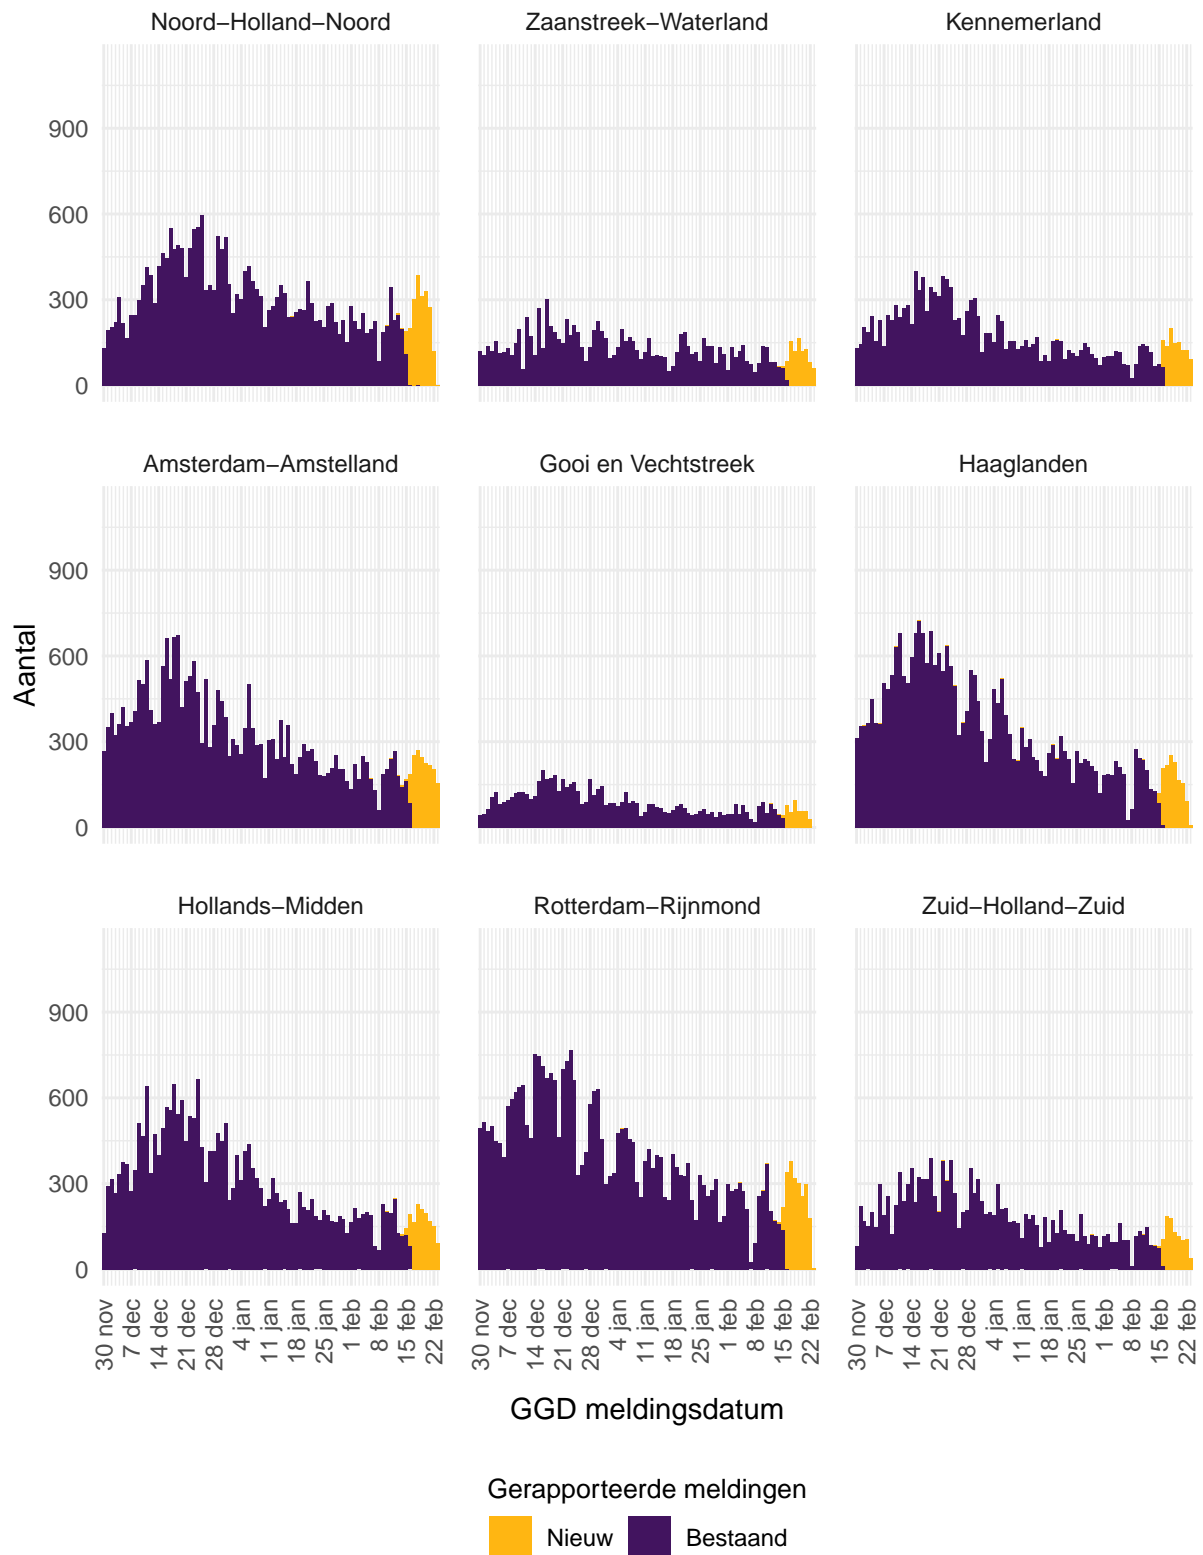 Noord−Holland−Noord
Zaanstreek−Waterland
Kennemerland
900
600
300
0
Amsterdam−Amstelland
Gooi en Vechtstreek
Haaglanden
900
600
300
0
Aantal
Hollands−Midden
Rotterdam−Rijnmond
Zuid−Holland−Zuid
900
600
300
0
30 nov
7 dec
14 dec
21 dec
28 dec
4 jan
11 jan
18 jan
25 jan
1 feb
8 feb
15 feb
22 feb
30 nov
7 dec
14 dec
21 dec
28 dec
4 jan
11 jan
18 jan
25 jan
1 feb
8 feb
15 feb
22 feb
30 nov
7 dec
14 dec
21 dec
28 dec
4 jan
11 jan
18 jan
25 jan
1 feb
8 feb
15 feb
22 feb
GGD meldingsdatum
Gerapporteerde meldingen
Nieuw
Bestaand